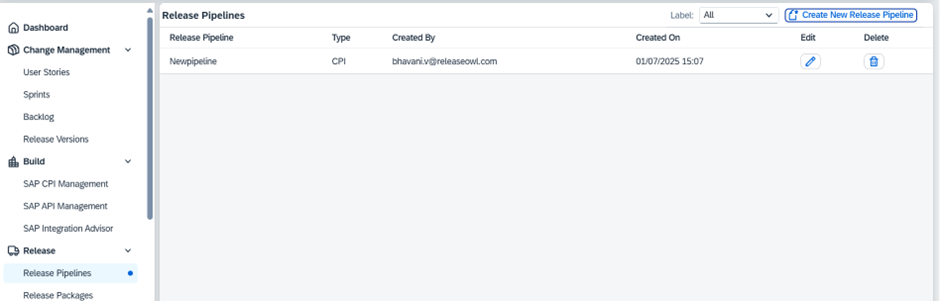 Dashboard
Change Management
User Stories
Sprints
Backlog
Release Versions
Build
SAP CPI Management
SAP API Management
SAP Integration Advisor
Release
Release Pipelines
Release Packages
Release Pipelines
Label: All
Create New Release Pipeline
Release Pipeline Type Created By Created On Edit Delete
Newpipeline CPI bhavani.v@releaseowl.com 01/07/2025 15:07